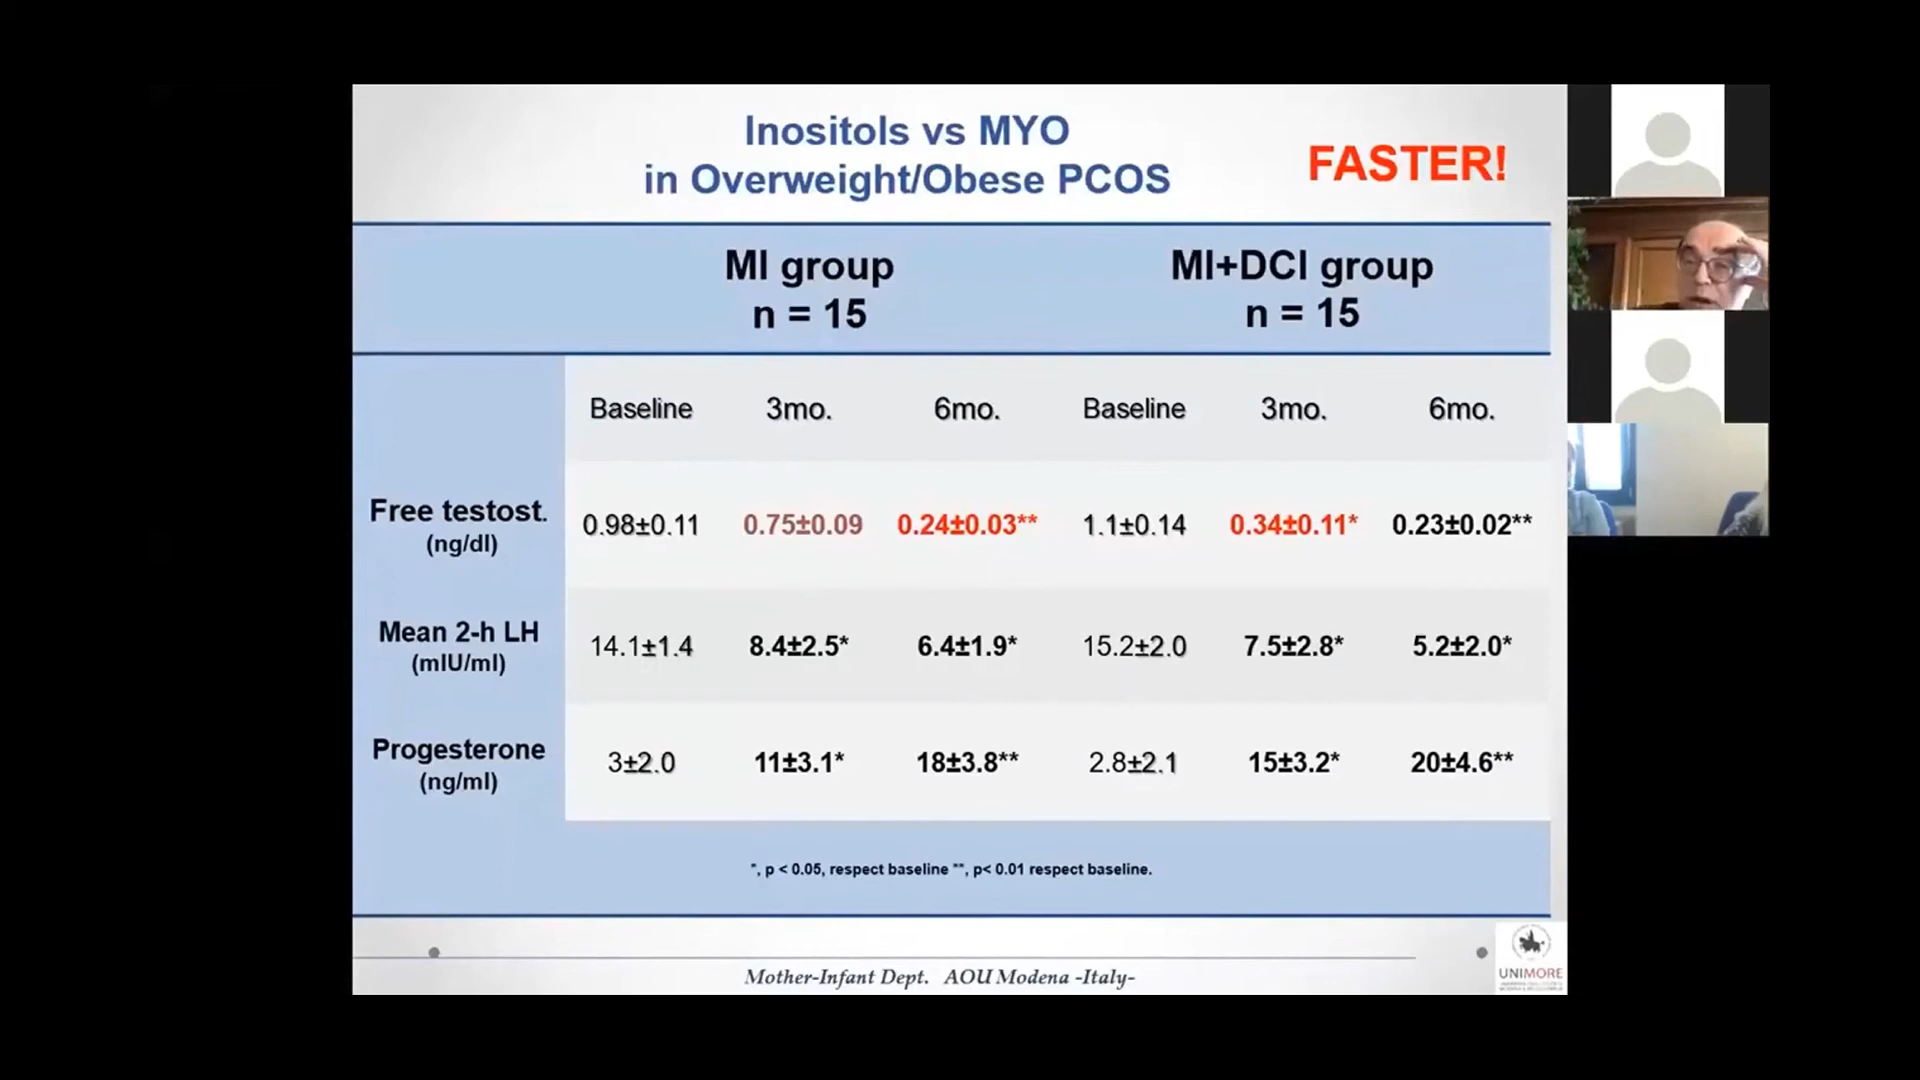 Inositols vs MYO
in Overweight/Obese PCOS
FASTER!
MI group
n = 15
MI+DCI group
n = 15
Baseline 3mo. 6mo. Baseline 3mo. 6mo.
Free testost. 0.98±0.11 0.75±0.09 0.24±0.03** 1.1±0.14 0.34±0.11* 0.23±0.02**
(ng/dl)
Mean 2-h LH 14.1±1.4 8.4±2.5* 6.4±1.9* 15.2±2.0 7.5±2.8* 5.2±2.0*
(mIU/ml)
Progesterone 3±2.0 11±3.1* 18±3.8** 2.8±2.1 15±3.2* 20±4.6**
(ng/ml)
*, p < 0.05, respect baseline **, p< 0.01 respect baseline.
Mother-Infant Dept. AOU Modena -Italy-
UNIMORE